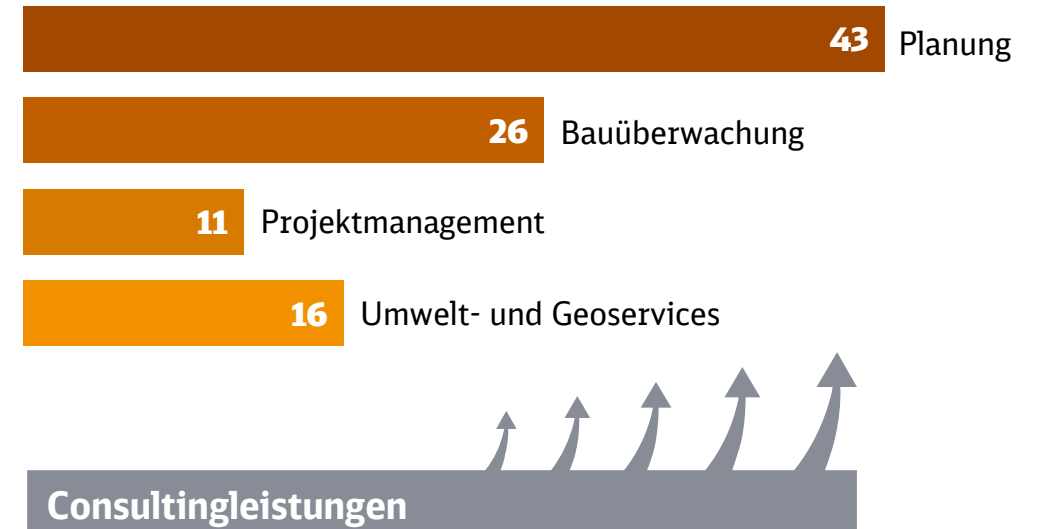 43 Planung
26 Bauüberwachung
11 Projektmanagement
16 Umwelt- und Geoservices
Consultingleistungen